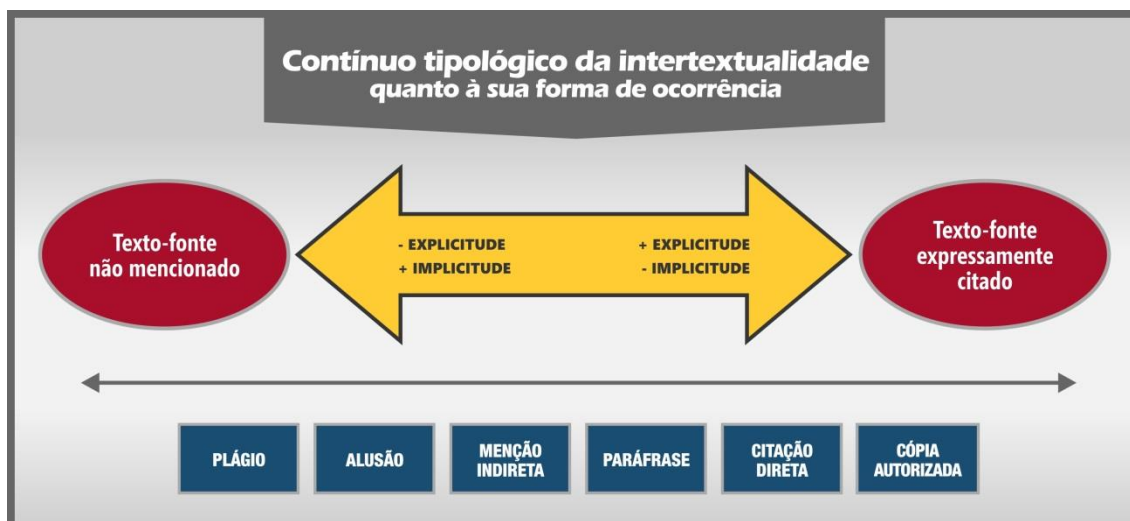 Contínuo tipológico da intertextualidade
quanto à sua forma de ocorrência
Texto-fonte
não mencionado
- EXPLICITUDE
+ IMPLICITUDE
+ EXPLICITUDE
- IMPLICITUDE
Texto-fonte
expressamente
citado
PLÁGIO
ALUSÃO
MENÇÃO
INDIRETA
PARÁFRASE
CITAÇÃO
DIRETA
CÓPIA
AUTORIZADA